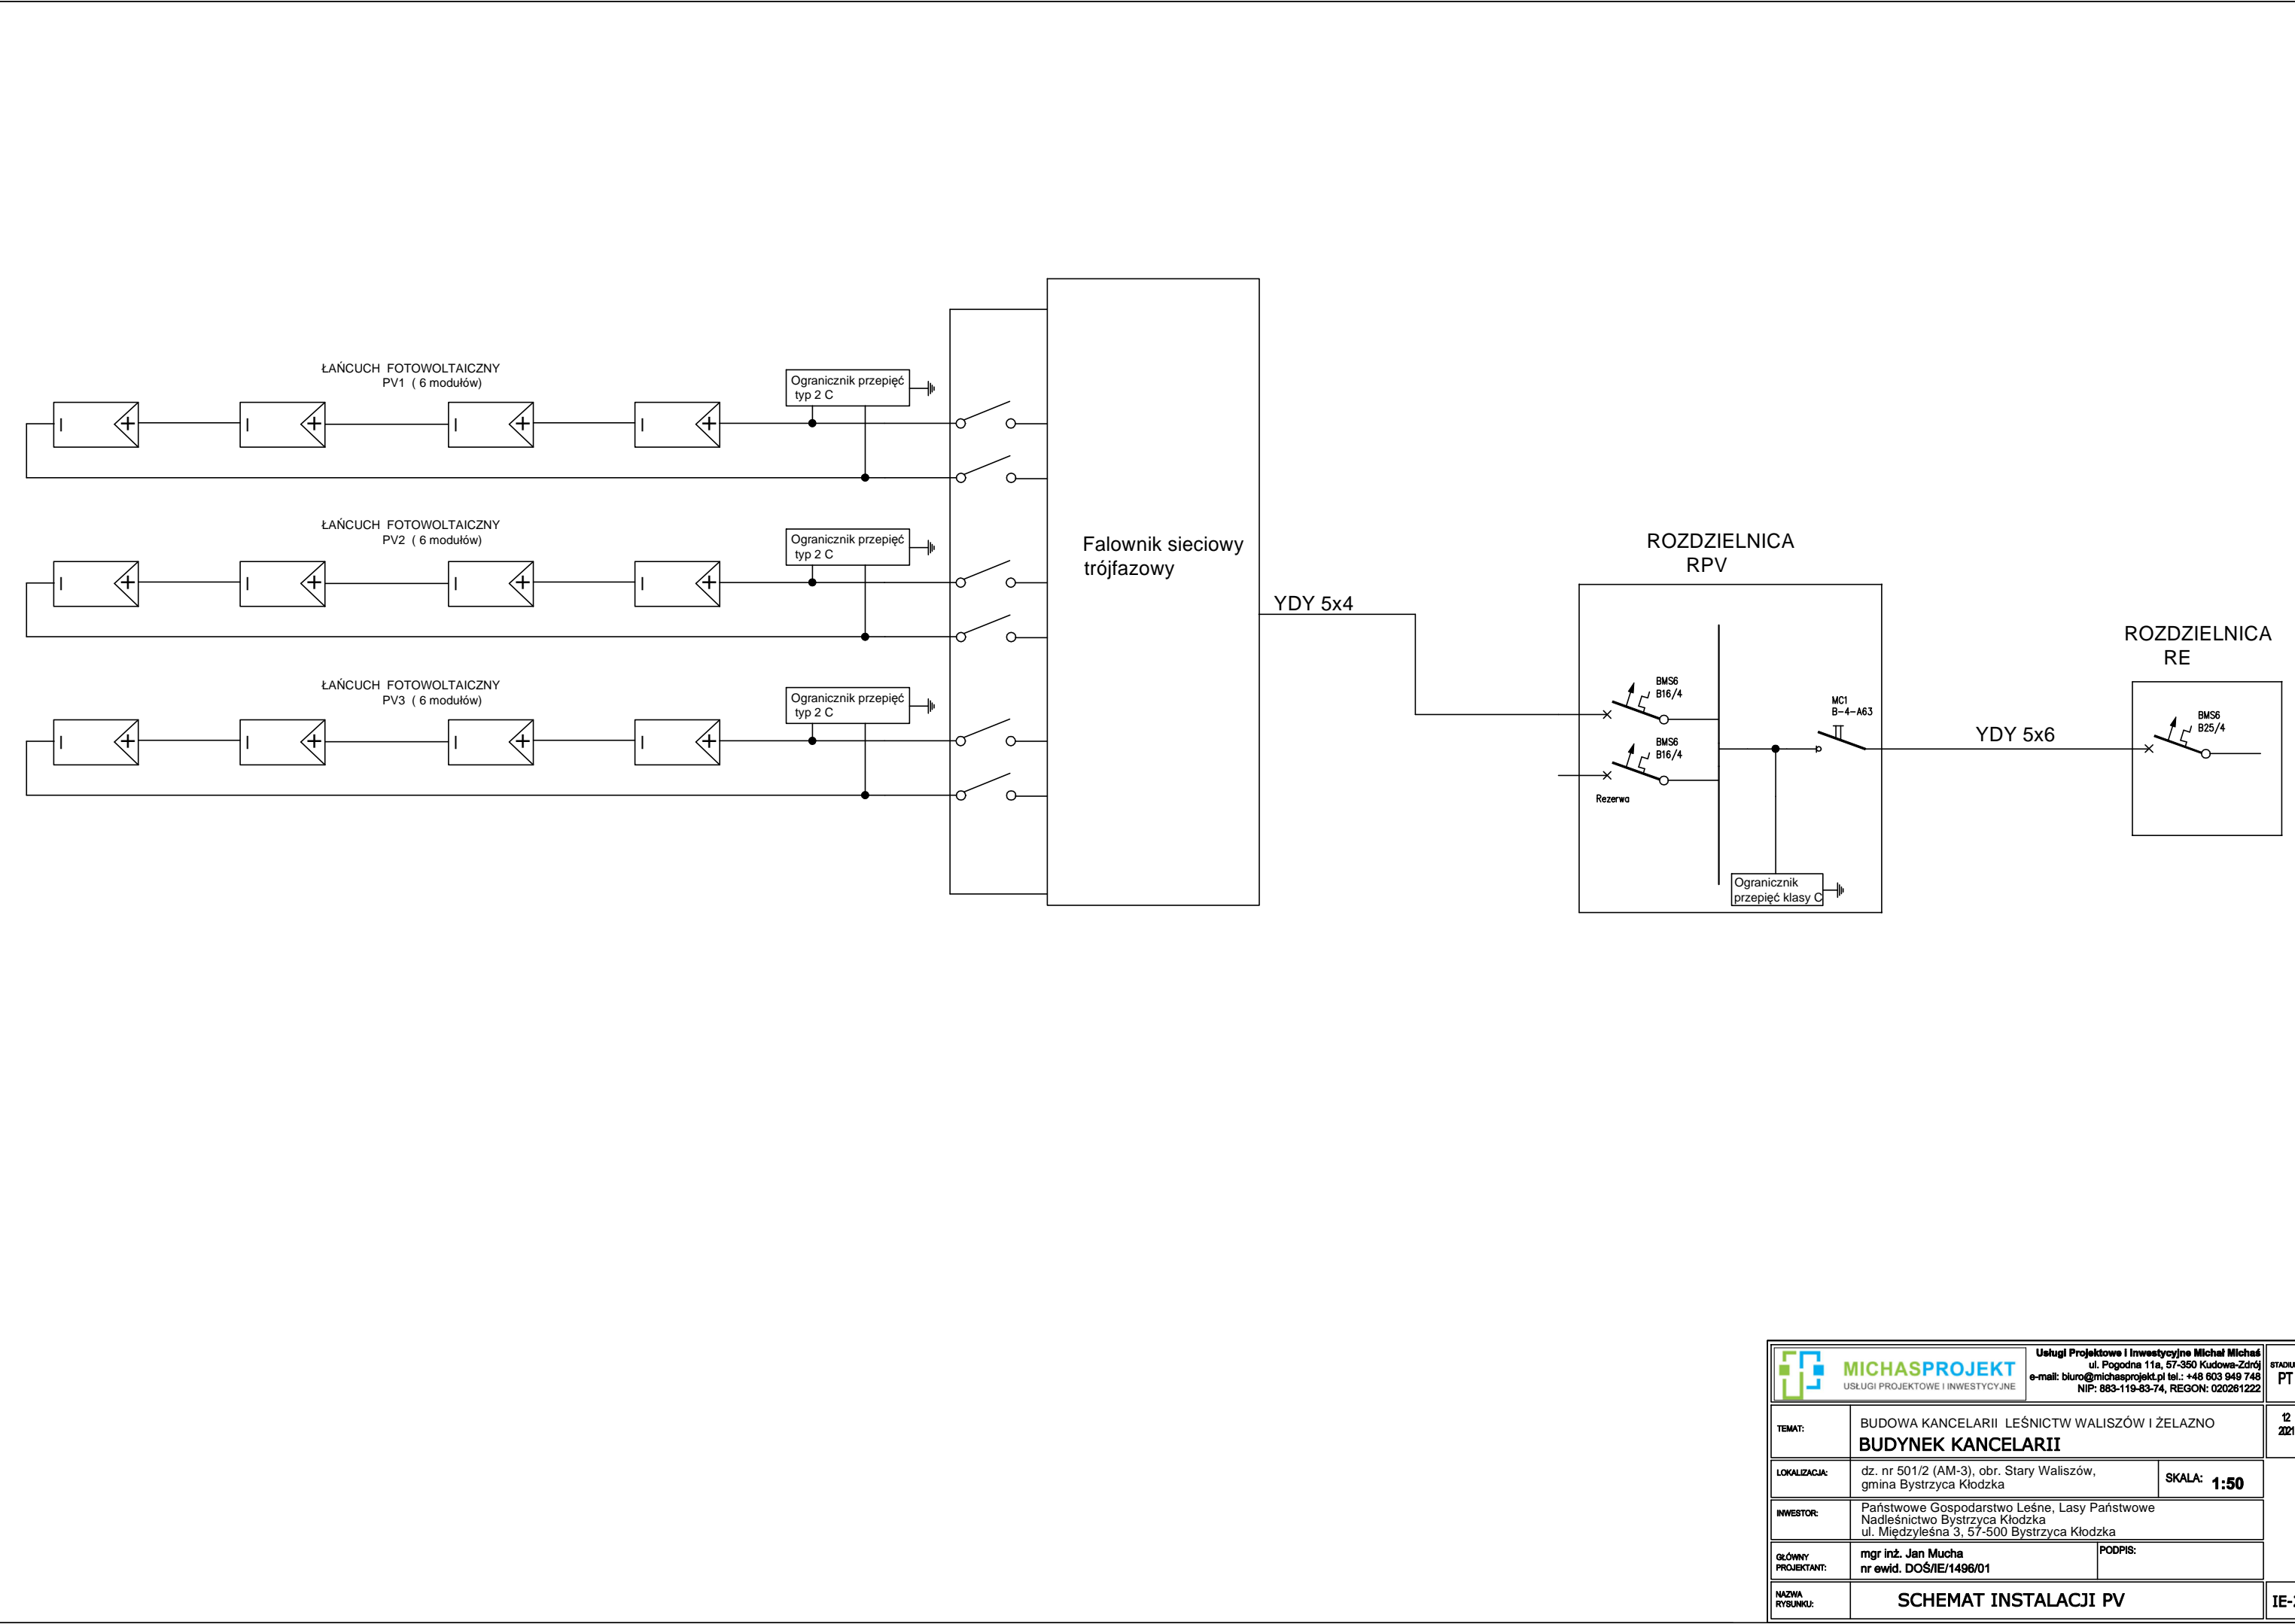 ŁAŃCUCH FOTOWOLTAICZNY
PV1 ( 6 modułów)
Ogranicznik przepięć
typ 2 C
ŁAŃCUCH FOTOWOLTAICZNY
PV2 ( 6 modułów)
Ogranicznik przepięć
typ 2 C
ŁAŃCUCH FOTOWOLTAICZNY
PV3 ( 6 modułów)
Ogranicznik przepięć
typ 2 C
Falownik sieciowy
trójfazowy
YDY 5x4
ROZDZIELNICA
RPV
BMS6
B16/4
BMS6
B16/4
Rezerwa
MC1
B-4-A63
Ogranicznik
przepięć klasy C
YDY 5x6
ROZDZIELNICA
RE
BMS6
B25/4
MICHASPROJEKT
USŁUGI PROJEKTOWE I INWESTYCYJNE
Usługi Projektowe i Inwestycyjne Michał Michaś
ul. Pogodna 11a, 57-350 Kudowa-Zdrój
e-mail: biuro@michasprojekt.pl tel.: +48 603 949 748
NIP: 883-119-83-74, REGON: 020261222
PT
TEMAT:
BUDOWA KANCELARII LEŚNICTW WALISZÓW I ŻELAZNO
BUDYNEK KANCELARII
12
2021
LOKALIZACJA:
dz. nr 501/2 (AM-3), obr. Stary Waliszów,
gmina Bystrzyca Kłodzka
SKALA: 1:50
INWESTOR:
Państwowe Gospodarstwo Leśne, Lasy Państwowe
Nadleśnictwo Bystrzyca Kłodzka
ul. Międzyleśna 3, 57-500 Bystrzyca Kłodzka
GŁÓWNY
PROJEKTANT:
mgr inż. Jan Mucha
nr ewid. DOŚ/IE/1496/01
PODPIS:
NAZWA
RYSUNKU:
SCHEMAT INSTALACJI PV